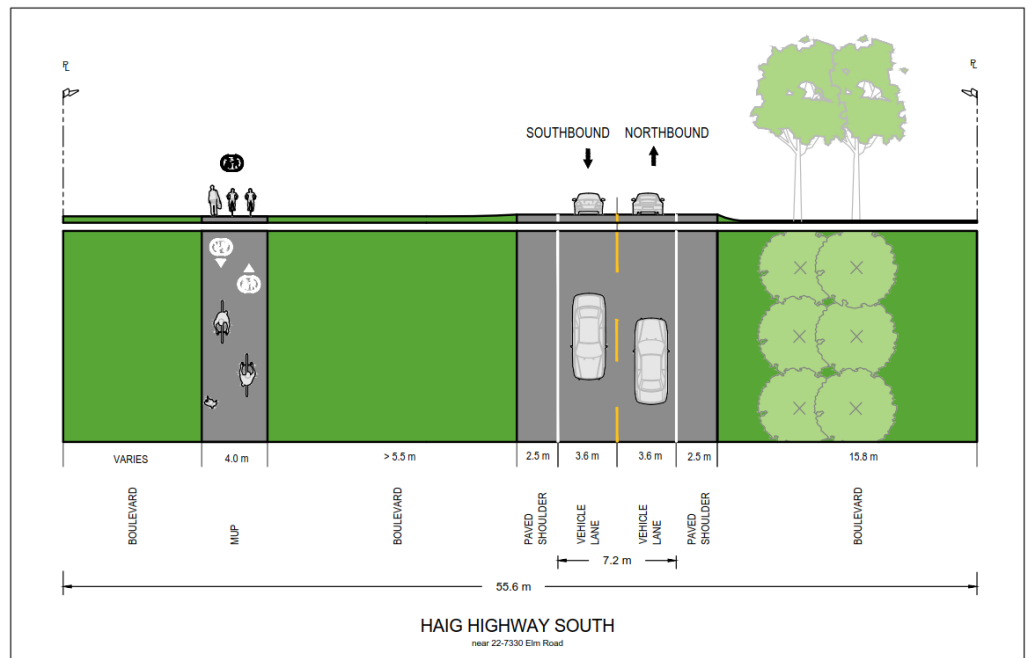 PL
PL
SOUTHBOUND NORTHBOUND
VARIES 4.0 m > 5.5 m 2.5 m 3.6 m 3.6 m 2.5 m 15.8 m
BOULEVARD
MUP
BOULEVARD
PAVED
SHOULDER
VEHICLE
LANE
VEHICLE
LANE
PAVED
SHOULDER
BOULEVARD
7.2 m
55.6 m
HAIG HIGHWAY SOUTH
near 22-7330 Elm Road